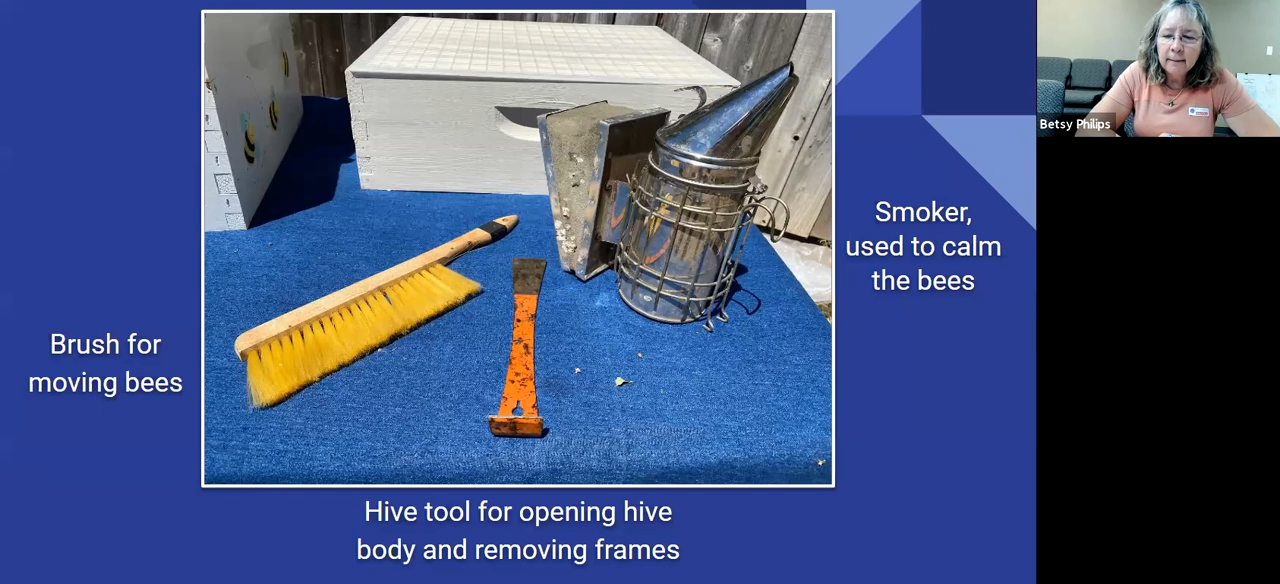 Betsy Philips
Smoker,
used to calm
the bees
Brush for
moving bees
Hive tool for opening hive
body and removing frames